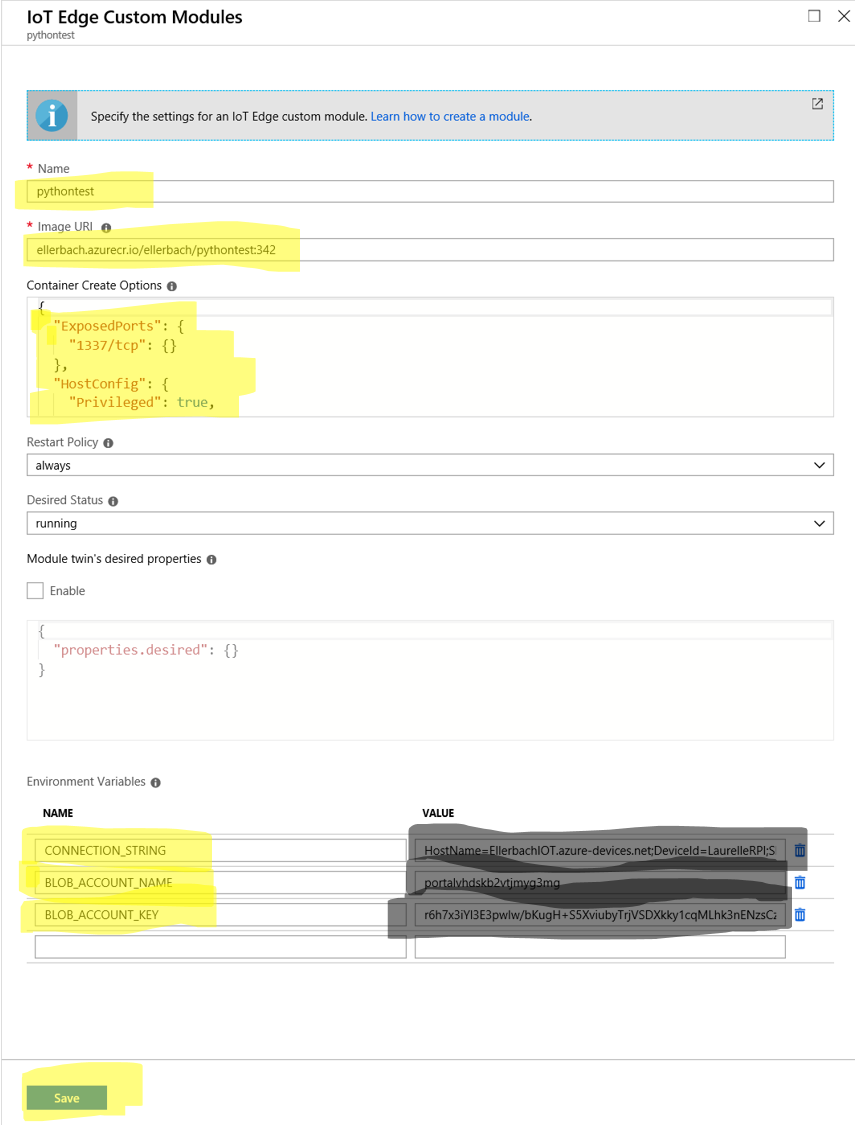 IoT Edge Custom Modules
pythontest
Specify the settings for an IoT Edge custom module. Learn how to create a module.
* Name
pythontest
* Image URI
ellerbach.azurecr.io/ellerbach/pythontest:342
Container Create Options
{
"ExposedPorts": {
"1337/tcp": {}
},
"HostConfig": {
"Privileged": true,
Restart Policy
always
Desired Status
running
Module twin's desired properties
Enable
{
"properties.desired": {}
}
Environment Variables
NAME VALUE
CONNECTION_STRING HostName=EllerbachIOT.azure-devices.net;DeviceId=LaurelleRPI;S
BLOB_ACCOUNT_NAME portalvhdskb2vtjmyg3mg
BLOB_ACCOUNT_KEY
Save